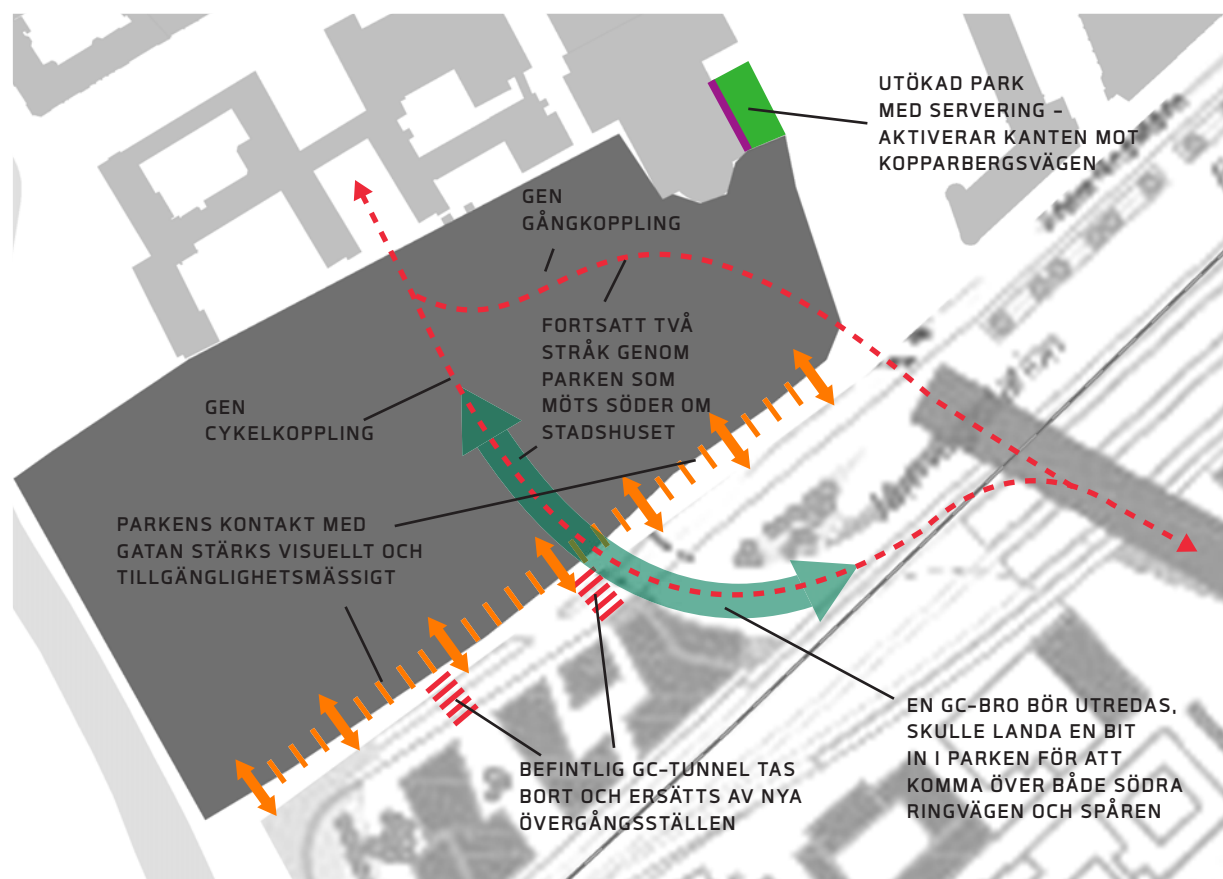 UTÖKAD PARK
MED SERVERING –
AKTIVERAR KANTEN MOT
KOPPARBERGSVÄGEN
GEN
GÅNGKOPPLING
FORTSATT TVÅ
STRÅK GENOM
PARKEN SOM
MÖTS SÖDER OM
STADSHUSET
GEN
CYKELKOPPLING
PARKENS KONTAKT MED
GATAN STÄRKS VISUELLT OCH
TILLGÄNGLIGHETSMÄSSIGT
BEFINTLIG GC-TUNNEL TAS
BORT OCH ERSÄTTS AV NYA
ÖVERGÅNGSSTÄLLEN
EN GC-BRO BÖR UTREDAS,
SKULLE LANDA EN BIT
IN I PARKEN FÖR ATT
KOMMA ÖVER BÅDE SÖDRA
RINGVÄGEN OCH SPÅREN